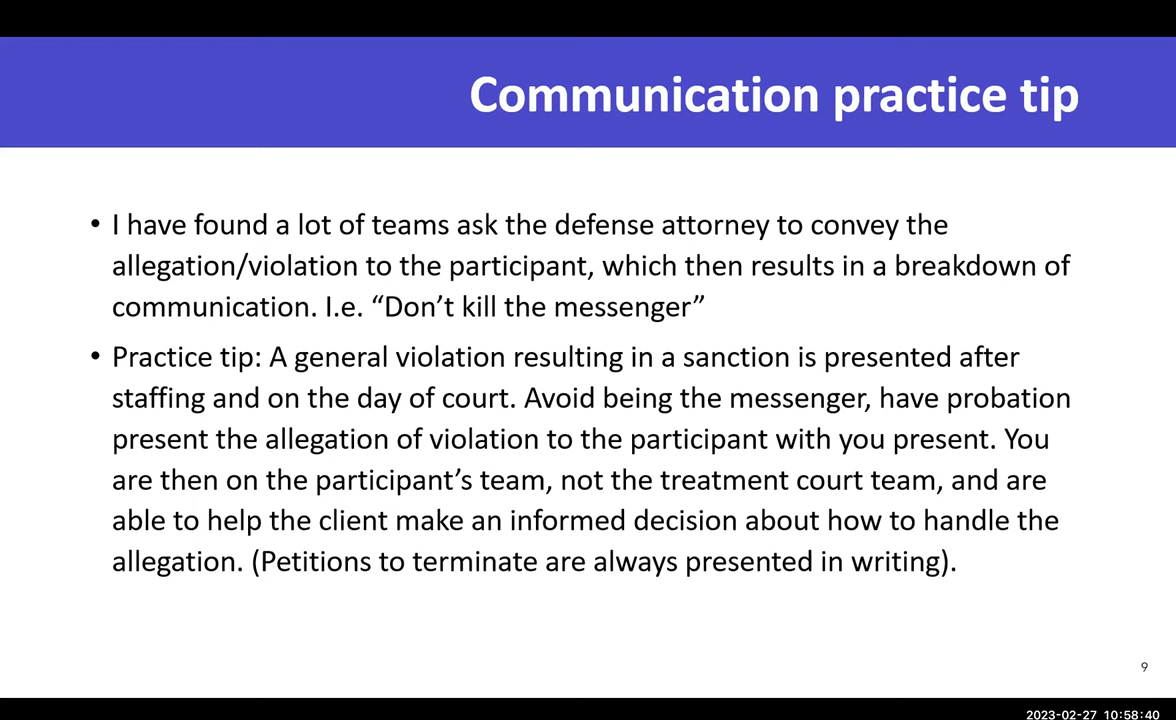 Communication practice tip
• I have found a lot of teams ask the defense attorney to convey the
allegation/violation to the participant, which then results in a breakdown of
communication. I.e. “Don’t kill the messenger”
• Practice tip: A general violation resulting in a sanction is presented after
staffing and on the day of court. Avoid being the messenger, have probation
present the allegation of violation to the participant with you present. You
are then on the participant’s team, not the treatment court team, and are
able to help the client make an informed decision about how to handle the
allegation. (Petitions to terminate are always presented in writing).
9
2023-02-27 10:58:40